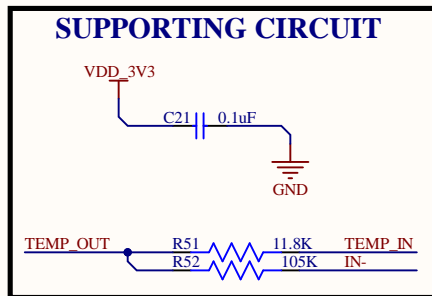 SUPPORTING CIRCUIT
VDD_3V3
C21 0.1uF
GND
TEMP_OUT R51 11.8K TEMP_IN
R52 105K IN-